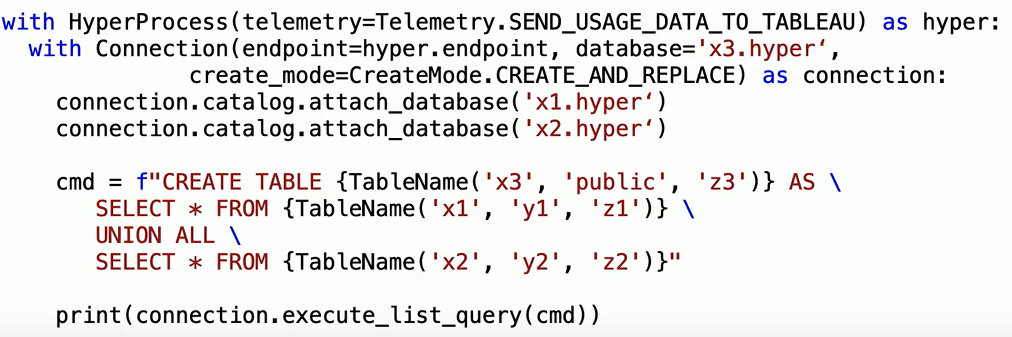 with HyperProcess(telemetry=Telemetry.SEND_USAGE_DATA_TO_TABLEAU) as hyper:
  with Connection(endpoint=hyper.endpoint, database='x3.hyper‘,
              create_mode=CreateMode.CREATE_AND_REPLACE) as connection:
    connection.catalog.attach_database('x1.hyper‘)
    connection.catalog.attach_database('x2.hyper‘)

    cmd = f"CREATE TABLE {TableName('x3', 'public', 'z3')} AS \
       SELECT * FROM {TableName('x1', 'y1', 'z1')} \
       UNION ALL \
       SELECT * FROM {TableName('x2', 'y2', 'z2')}"

    print(connection.execute_list_query(cmd))